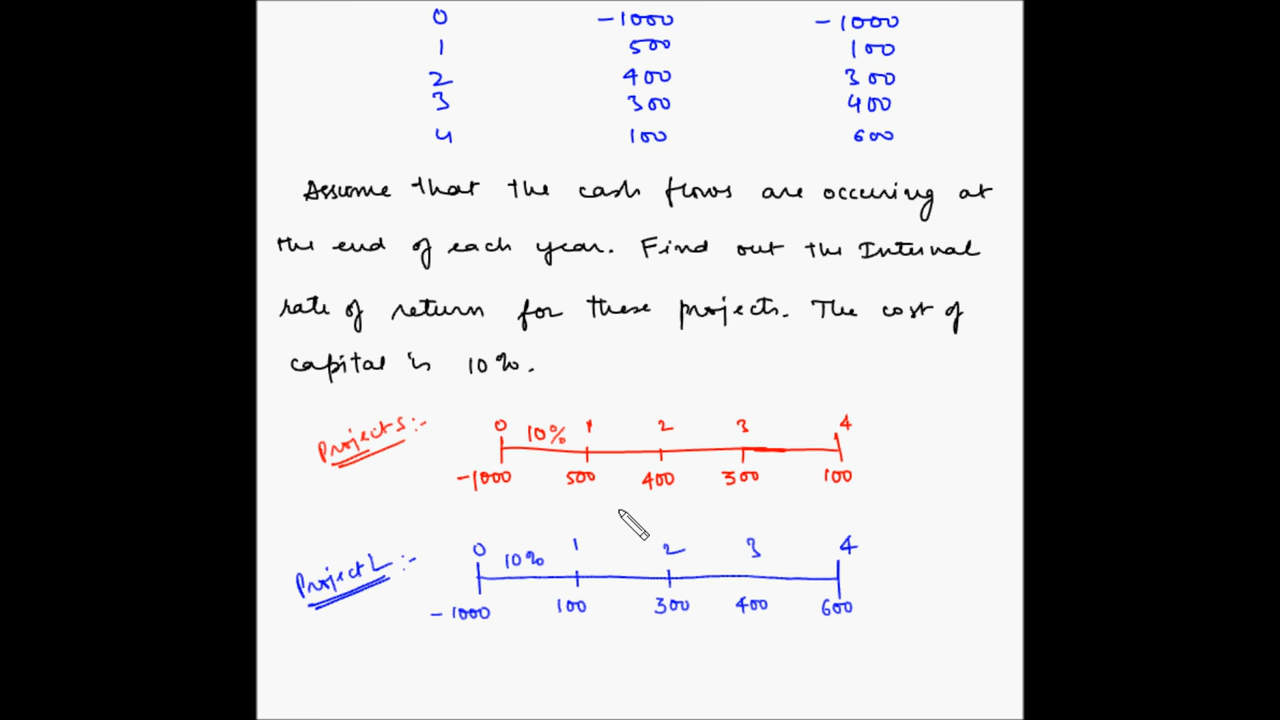 0 -1000 -1000
1 500 100
2 400 300
3 300 400
4 100 600
Assume that the cash flows are occuring at
the end of each year. Find out the Internal
rate of return for these projects. The cost of
capital is 10%.
Project S:-
0 10% 1 2 3 4
-1000 500 400 300 100
Project L:-
0 10% 1 2 3 4
-1000 100 300 400 600